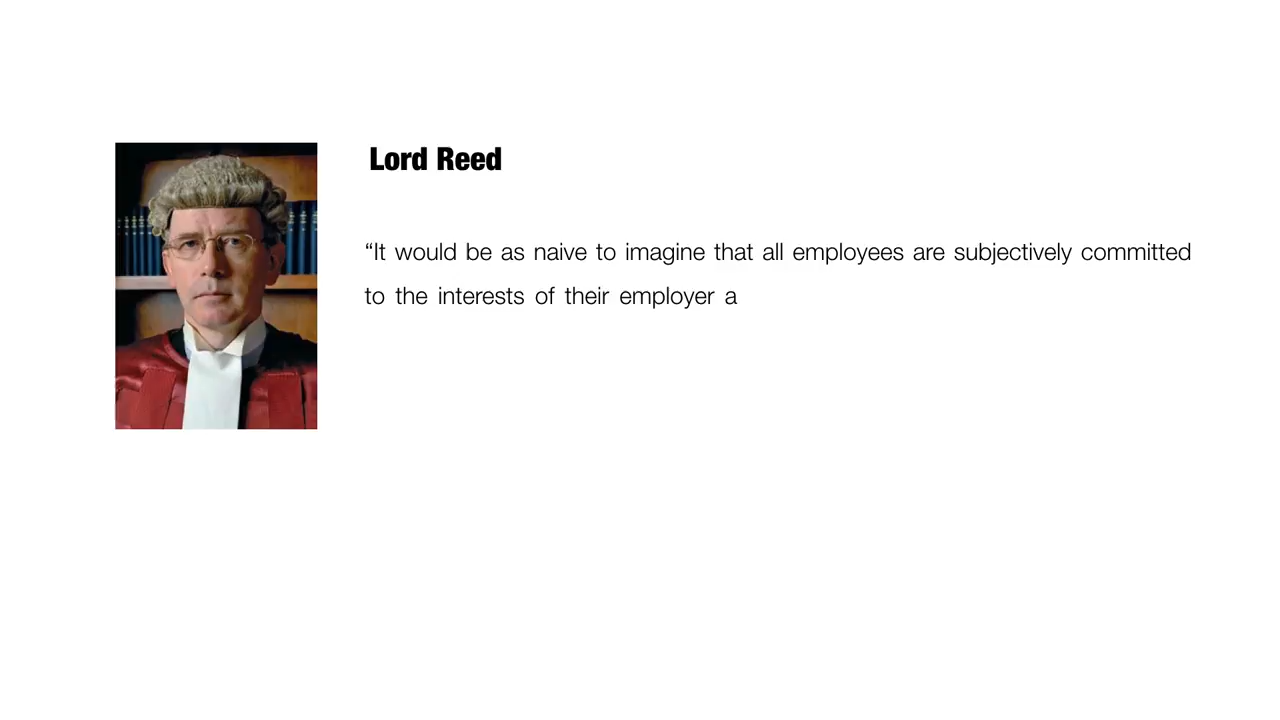 Lord Reed
“It would be as naive to imagine that all employees are subjectively committed
to the interests of their employer a